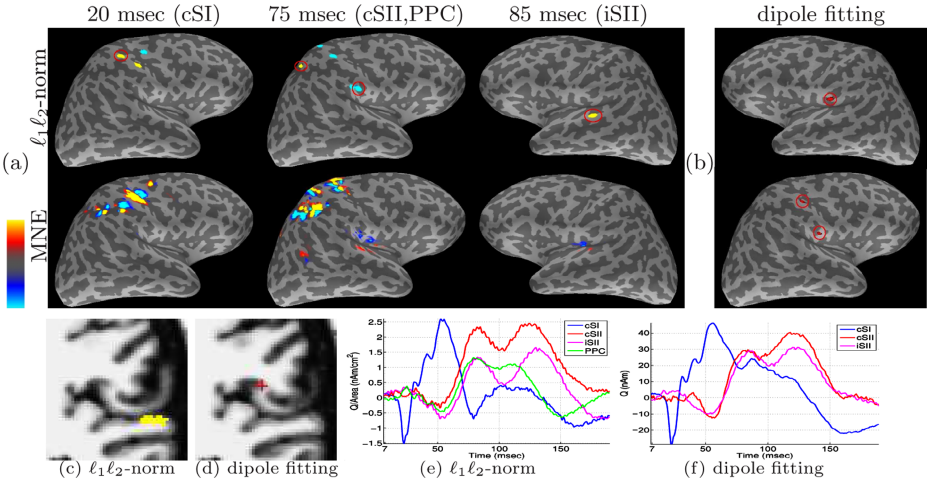 20 msec (cSI)
75 msec (cSII,PPC)
85 msec (iSII)
dipole fitting
(a)
ℓ₁ℓ₂-norm
MNE
(b)
(c) ℓ₁ℓ₂-norm
(d) dipole fitting
2.5
2
1.5
1
0.5
0
−0.5
−1
−1.5
Q/Area (nAm/cm²)
cSI
cSII
iSII
PPC
50
100
150
Time (msec)
(e) ℓ₁ℓ₂-norm
40
30
20
10
0
−10
−20
Q (nAm)
cSI
cSII
iSII
7
50
100
150
Time (msec)
(f) dipole fitting